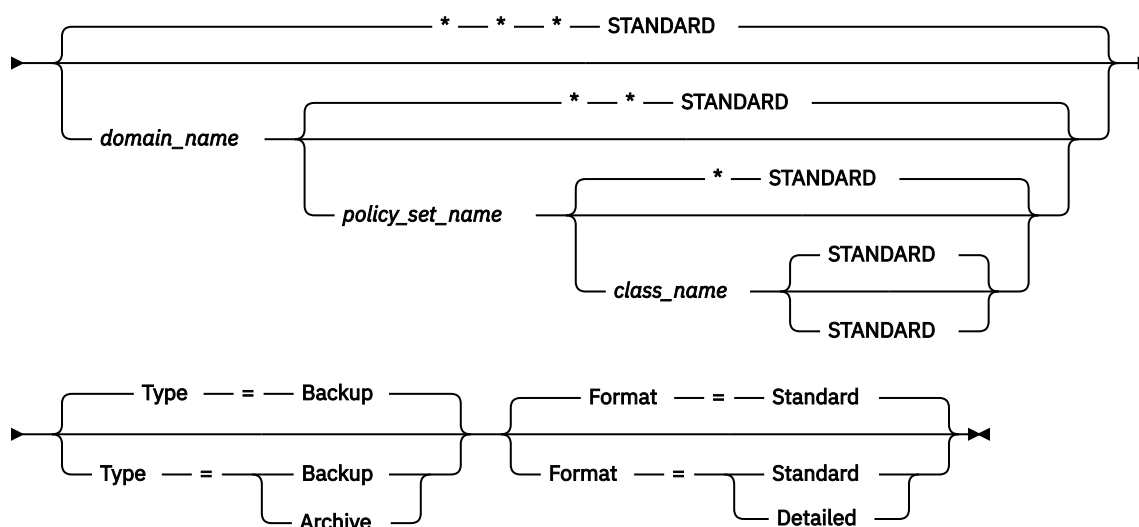 * * * STANDARD
* * STANDARD
domain_name
* STANDARD
policy_set_name
STANDARD
class_name
STANDARD
Type = Backup Format = Standard
Type = Backup Format = Standard
Archive Detailed